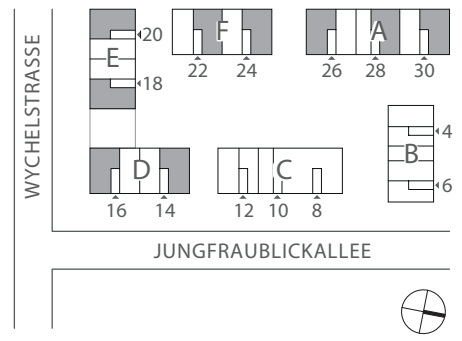 WYCHELSTRASSE
E
20
18
F
22
24
A
26
28
30
B
4
6
D
16
14
C
12
10
8
JUNGFRAUBLICKALLEE